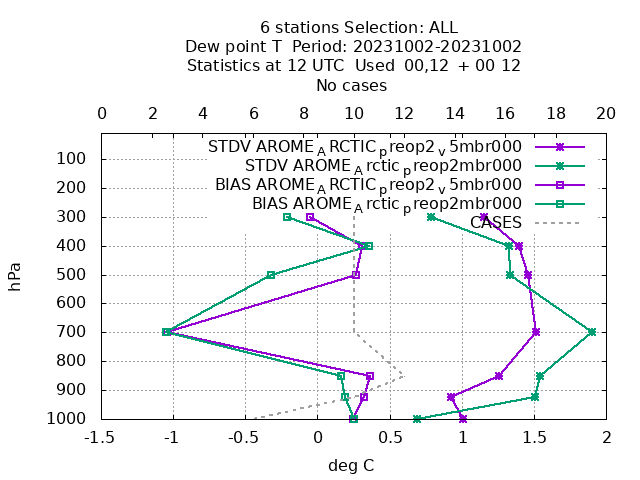 6 stations Selection: ALL
Dew point T  Period: 20231002-20231002
Statistics at 12 UTC  Used  00,12  + 00 12
No cases
0 2 4 6 8 10 12 14 16 18 20
STDV AROME_ARCTIC_preop2_v5mbr000
STDV AROME_Arctic_preop2mbr000
BIAS AROME_ARCTIC_preop2_v5mbr000
BIAS AROME_Arctic_preop2mbr000
CASES
100
200
300
400
500
600
700
800
900
1000
hPa
-1.5 -1 -0.5 0 0.5 1 1.5 2
deg C